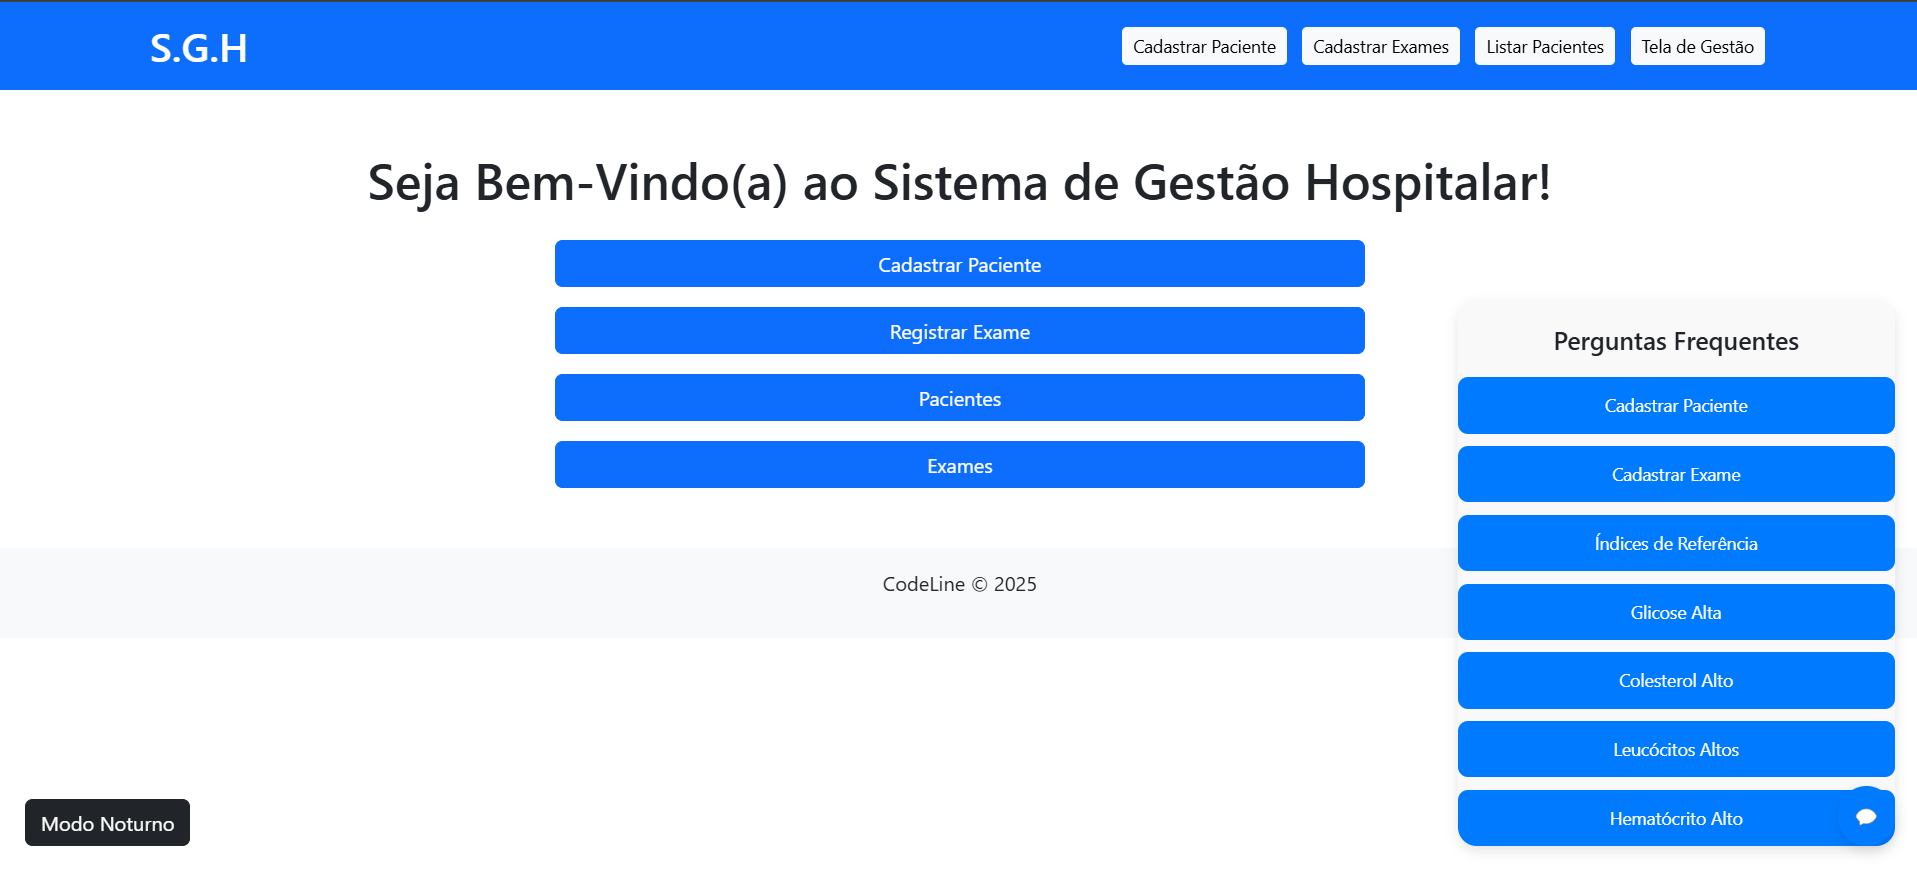 S.G.H
Cadastrar Paciente
Cadastrar Exames
Listar Pacientes
Tela de Gestão
Seja Bem-Vindo(a) ao Sistema de Gestão Hospitalar!
Cadastrar Paciente
Registrar Exame
Pacientes
Exames
Perguntas Frequentes
Cadastrar Paciente
Cadastrar Exame
Índices de Referência
Glicose Alta
Colesterol Alto
Leucócitos Altos
Hematócrito Alto
CodeLine © 2025
Modo Noturno